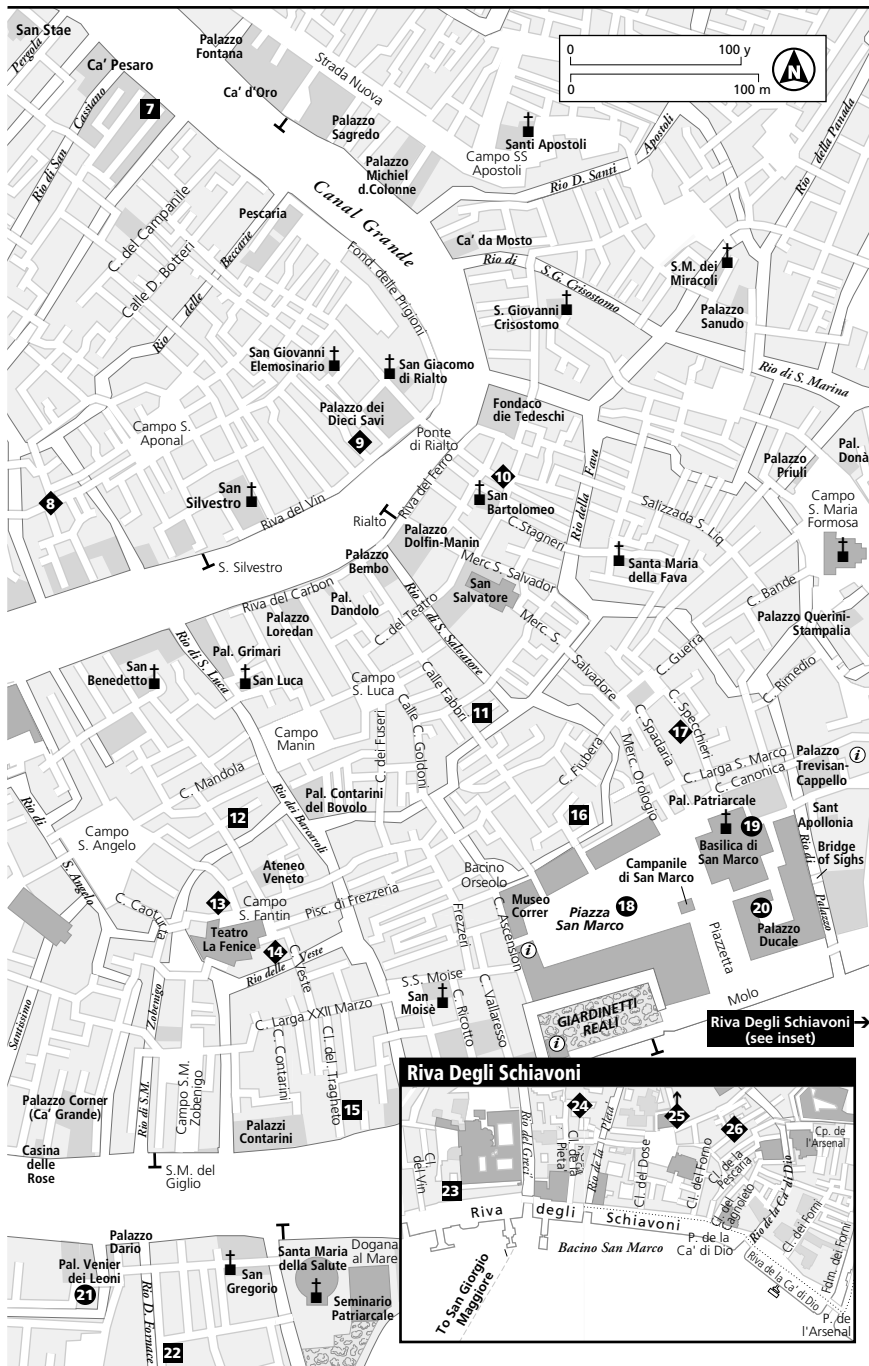 San Stae
Pergola
Ca' Pesaro
7
Cassiano
Rio di San
Palazzo
Fontana
Strada Nuova
Ca' d'Oro
Palazzo
Sagredo
Palazzo
Michiel
d.Colonne
0
100 y
0
100 m
N
Santi Apostoli
Campo SS
Apostoli
Rio D. Santi
Apostoli
Rio
della Panada
Canal Grande
C. del Campanile
Calle D. Botteri
Pescaria
Rio
delle
Beccarie
Fond. delle Prigioni
Ca' da Mosto
Rio di
S.G. Crisostomo
S. Giovanni
Crisostomo
S.M. dei
Miracoli
Palazzo
Sanudo
Rio di S. Marina
San Giovanni
Elemosinario
San Giacomo
di Rialto
Palazzo dei
Dieci Savi
9
Campo S.
Aponal
8
San
Silvestro
Riva del Vin
S. Silvestro
Ponte
di Rialto
Fondaco
die Tedeschi
Riva del Ferro
Rialto
10
San
Bartolomeo
C.Stagneri
Rio della
Fava
Salizzada S. Liq
Palazzo
Priuli
Pal.
Donà
Campo
S. Maria
Formosa
Palazzo
Dolfin-Manin
Palazzo
Bembo
Merc S. Salvador
San
Salvatore
Santa Maria
della Fava
C. Bande
Palazzo Querini-
Stampalia
Riva del Carbon
Pal.
Dandolo
Palazzo
Loredan
C. del Teatro
Rio
di S. Salvatore
Merc. S.
Salvadore
C. Guerra
C. Rimedio
Rio di S. Luca
Pal. Grimari
San
Benedetto
San Luca
Campo
S. Luca
Calle Fabbri
11
Calle C. Goldoni
C. dei Fuseri
Campo
Manin
C. Specchieri
17
C. Spadaria
Merc. Orologio
C. Fiubera
C. Larga S. Marco
C. Canonica
Palazzo
Trevisan-
Cappello
i
C. Mandola
Pal. Contarini
del Bovolo
Rio dei Barcaroli
12
16
Pal. Patriarcale
19
Basilica di
San Marco
Sant
Apollonia
Bridge
of Sighs
Rio di
Palazzo
Rio di
S. Angelo
Campo
S. Angelo
Ateneo
Veneto
C. Caotorta
13
Campo
S. Fantin
Pisc. di Frezzeria
Bacino
Orseolo
Museo
Correr
Campanile
di San Marco
Piazza
San Marco
18
20
Palazzo
Ducale
Teatro
La Fenice
14
Rio delle
Veste
C. Veste
Frezzeri
C. Ascension
i
Piazzetta
Molo
Santissimo
Zobenigo
S.S. Moise
San
Moisè
C. Vallaresso
C. Ricotto
C. Larga XXII Marzo
GIARDINETTI
REALI
i
Riva Degli Schiavoni
(see inset)
C. Contarini
Cl. del. Tragheto
15
Palazzi
Contarini
Palazzo Corner
(Ca' Grande)
Casina
delle
Rose
Rio di S.M.
Campo S.M.
Zobenigo
S.M. del
Giglio
Palazzo
Dario
Pal. Venier
dei Leoni
21
Rio D. Fornace
22
San
Gregorio
Santa Maria
della Salute
Dogana
al Mare
Seminario
Patriarcale
Riva Degli Schiavoni
Cl.
del Vin
23
Rio dei Greci
24
Cl. de la
Pietà
Rio de la
Pietà
Cl. del Dose
25
Cl. del Forno
26
Cl. de la
Pescaria
Cl. del
Cagnoleto
Rio de la Ca' di Dio
Cp. de
l'Arsenal
Cl. dei Forni
Fdm. dei Forni
Riva degli Schiavoni
P. de la
Ca' di Dio
Bacino San Marco
Riva de la Ca' di Dio
P. de
l'Arsenal
To San Giorgio
Maggiore